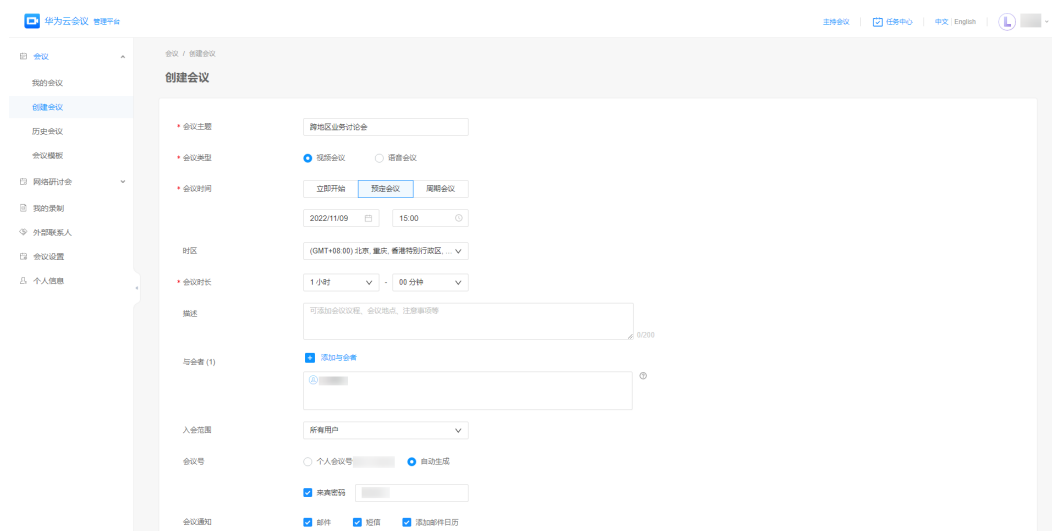 华为云会议 管理平台
主持会议 任务中心 中文 | English L
会议
我的会议
创建会议
历史会议
会议模板
网络研讨会
我的录制
外部联系人
会议设置
个人信息
会议 / 创建会议
创建会议
* 会议主题 跨地区业务讨论会
* 会议类型 视频会议 语音会议
* 会议时间 立即开始 预定会议 周期会议
2022/11/09 15:00
时区 (GMT+08:00) 北京, 重庆, 香港特别行政区, ...
* 会议时长 1 小时 - 00 分钟
描述 可添加会议议程、会议地点、注意事项等
0/200
与会者 (1) 添加与会者
入会范围 所有用户
会议号 个人会议号 自动生成
来宾密码
会议通知 邮件 短信 添加邮件日历